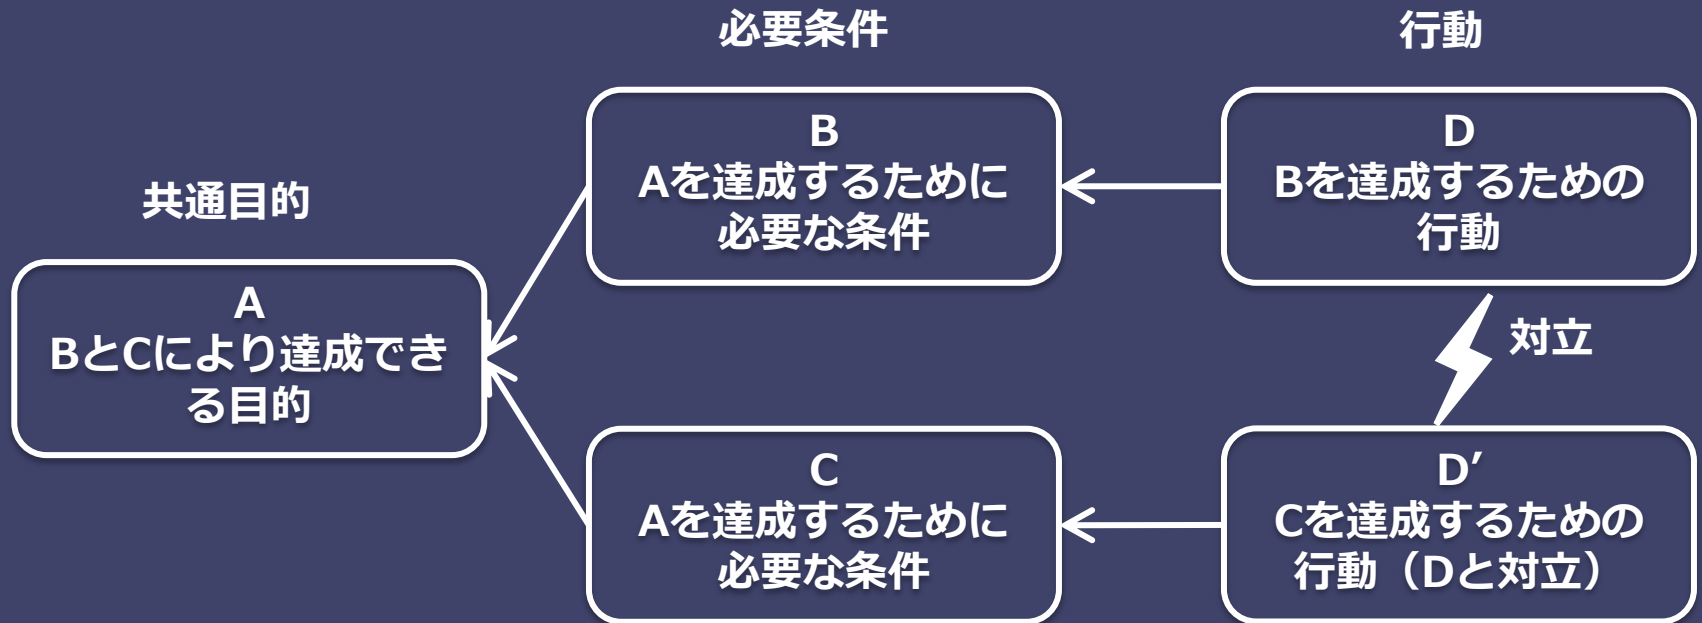 必要条件
行動
共通目的
B
Aを達成するために
必要な条件
D
Bを達成するための
行動
A
BとCにより達成でき
る目的
対立
C
Aを達成するために
必要な条件
D′
Cを達成するための
行動（Dと対立）